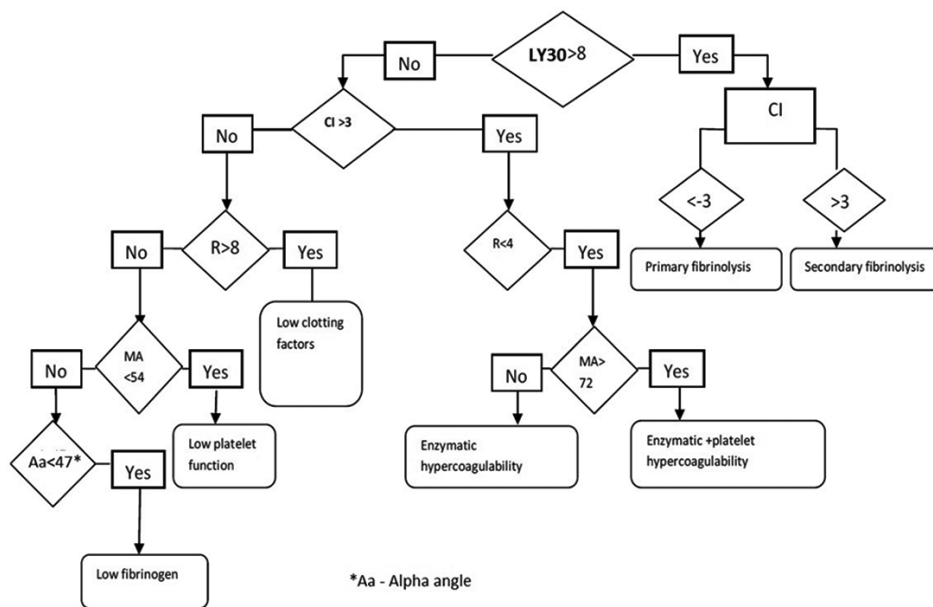 LY30>8
No
Yes
CI >3
CI
No
Yes
<-3
>3
R>8
R<4
No
Yes
Yes
Primary fibrinolysis
Secondary fibrinolysis
Low clotting
factors
MA
<54
MA>
72
No
Yes
No
Yes
Low platelet
function
Enzymatic
hypercoagulability
Enzymatic +platelet
hypercoagulability
Aa<47*
Yes
Low fibrinogen
*Aa - Alpha angle